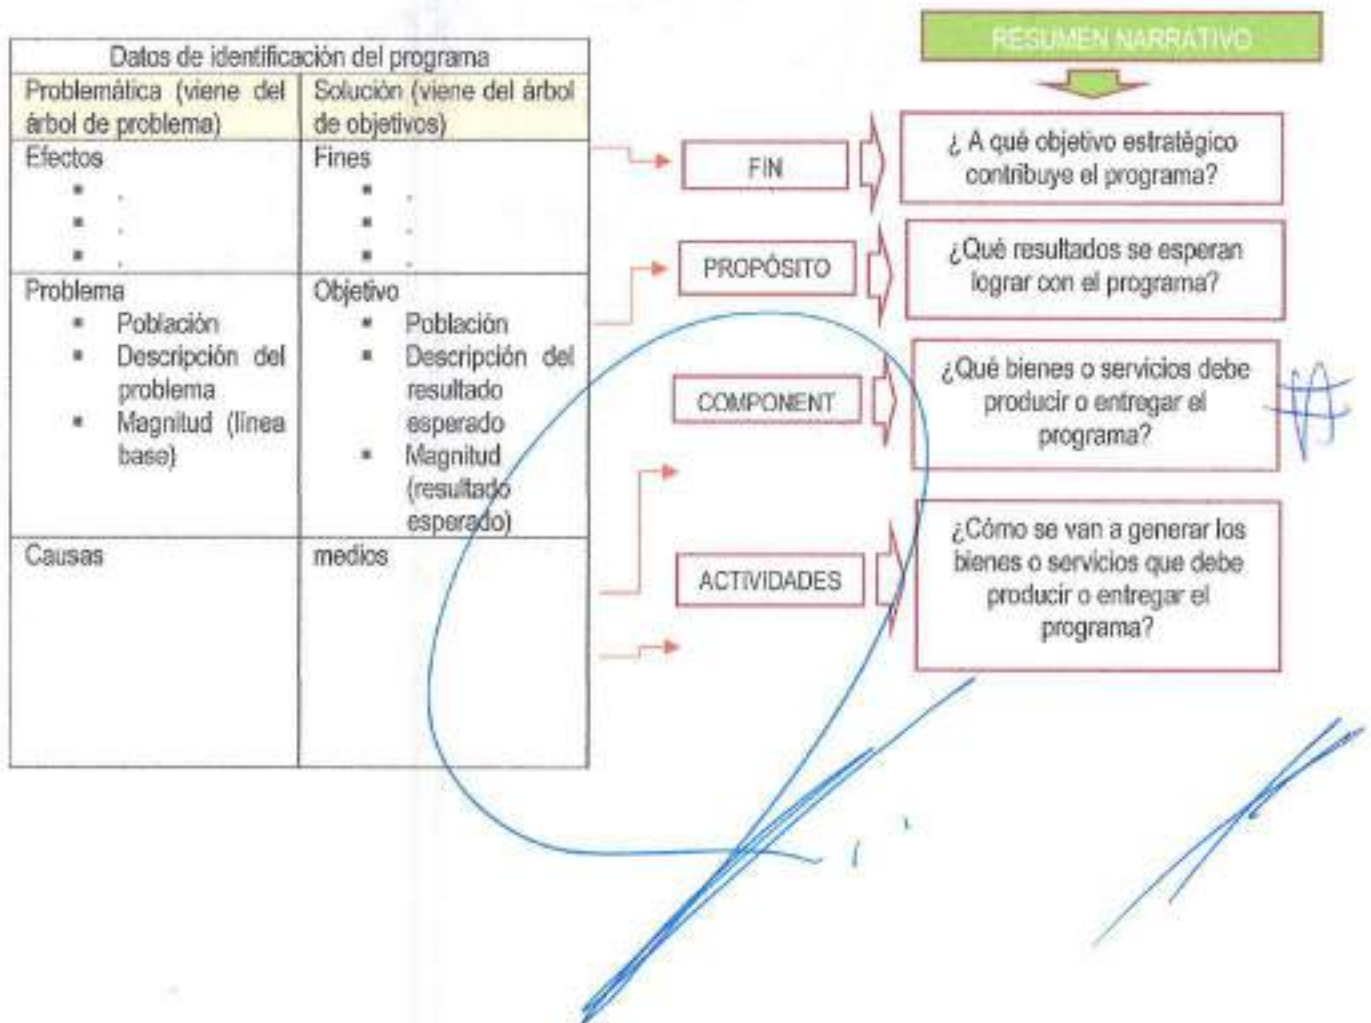 RESUMEN NARRATIVO
Datos de identificación del programa
Problemática (viene del
árbol de problema)
Solución (viene del árbol
de objetivos)
Efectos
▪ .
▪ .
▪ .
Fines
▪ .
▪ .
▪ .
Problema
▪ Población
▪ Descripción del
problema
▪ Magnitud (línea
base)
Objetivo
▪ Población
▪ Descripción del
resultado
esperado
▪ Magnitud
(resultado
esperado)
Causas
medios
FIN
¿ A qué objetivo estratégico
contribuye el programa?
PROPÓSITO
¿Qué resultados se esperan
lograr con el programa?
COMPONENT
¿Qué bienes o servicios debe
producir o entregar el
programa?
ACTIVIDADES
¿Cómo se van a generar los
bienes o servicios que debe
producir o entregar el
programa?